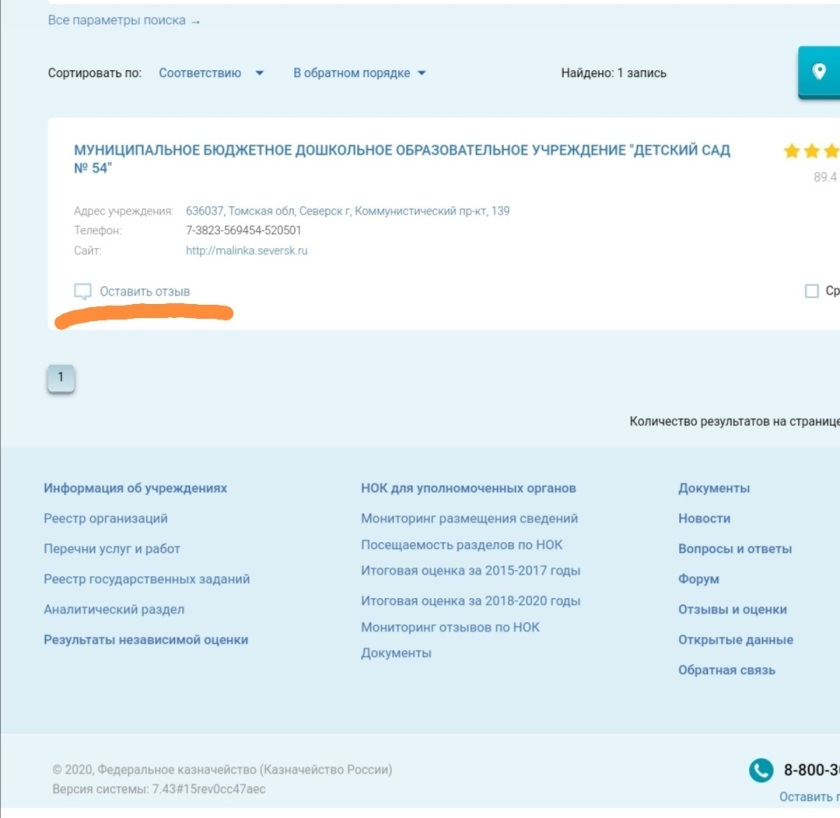 Все параметры поиска →
Сортировать по: Соответствию В обратном порядке Найдено: 1 запись
МУНИЦИПАЛЬНОЕ БЮДЖЕТНОЕ ДОШКОЛЬНОЕ ОБРАЗОВАТЕЛЬНОЕ УЧРЕЖДЕНИЕ "ДЕТСКИЙ САД
№ 54"
89.4
Адрес учреждения: 636037, Томская обл, Северск г, Коммунистический пр-кт, 139
Телефон: 7-3823-569454-520501
Сайт: http://malinka.seversk.ru
Оставить отзыв Ср
1
Количество результатов на странице
Информация об учреждениях
Реестр организаций
Перечни услуг и работ
Реестр государственных заданий
Аналитический раздел
Результаты независимой оценки
НОК для уполномоченных органов
Мониторинг размещения сведений
Посещаемость разделов по НОК
Итоговая оценка за 2015-2017 годы
Итоговая оценка за 2018-2020 годы
Мониторинг отзывов по НОК
Документы
Документы
Новости
Вопросы и ответы
Форум
Отзывы и оценки
Открытые данные
Обратная связь
© 2020, Федеральное казначейство (Казначейство России)
Версия системы: 7.43#15rev0cc47aec
8-800-3
Оставить